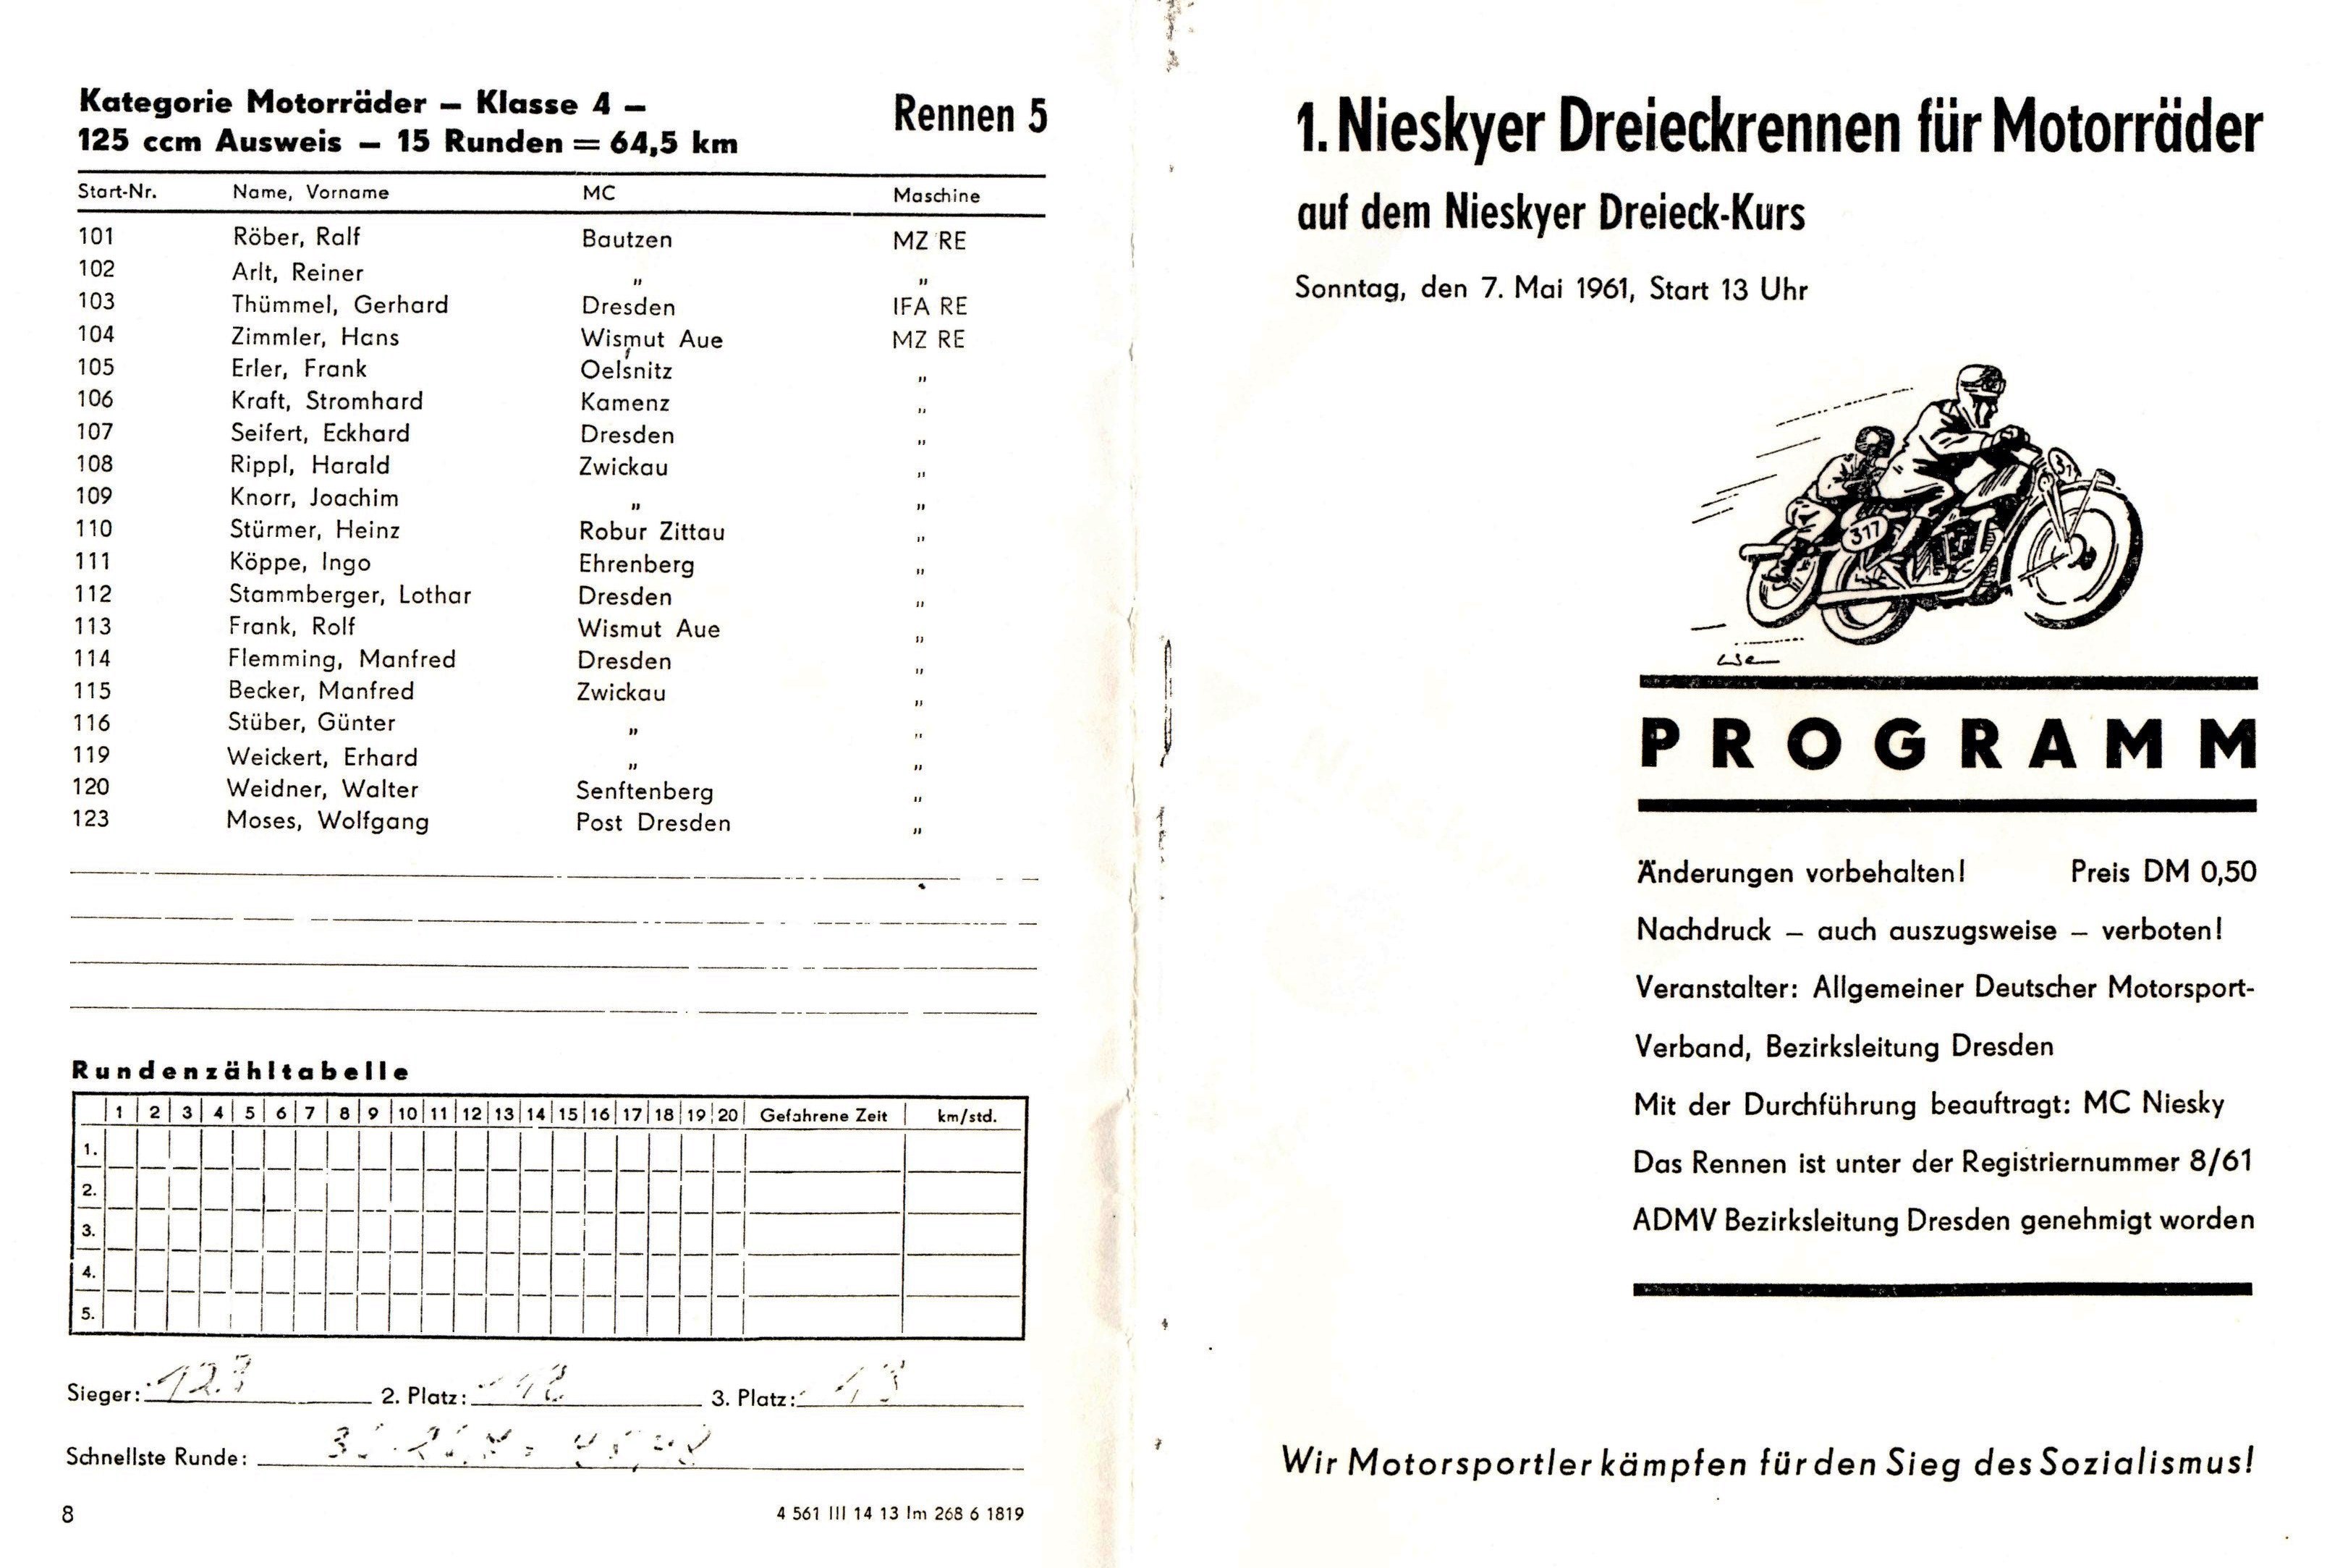 Kategorie Motorräder – Klasse 4 –
125 ccm Ausweis – 15 Runden = 64,5 km
Rennen 5
Start-Nr. Name, Vorname MC Maschine
101 Röber, Ralf Bautzen MZ RE
102 Arlt, Reiner „ „
103 Thümmel, Gerhard Dresden IFA RE
104 Zimmler, Hans Wismut Aue MZ RE
105 Erler, Frank Oelsnitz „
106 Kraft, Stromhard Kamenz „
107 Seifert, Eckhard Dresden „
108 Rippl, Harald Zwickau „
109 Knorr, Joachim „ „
110 Stürmer, Heinz Robur Zittau „
111 Köppe, Ingo Ehrenberg „
112 Stammberger, Lothar Dresden „
113 Frank, Rolf Wismut Aue „
114 Flemming, Manfred Dresden „
115 Becker, Manfred Zwickau „
116 Stüber, Günter „ „
119 Weickert, Erhard „ „
120 Weidner, Walter Senftenberg „
123 Moses, Wolfgang Post Dresden „
Rundenzähltabelle
1 2 3 4 5 6 7 8 9 10 11 12 13 14 15 16 17 18 19 20 Gefahrene Zeit km/std.
1.
2.
3.
4.
5.
Sieger: 123 2. Platz: 3. Platz:
Schnellste Runde:
8
4 561 III 14 13 Im 268 6 1819
1. Nieskyer Dreieckrennen für Motorräder
auf dem Nieskyer Dreieck-Kurs
Sonntag, den 7. Mai 1961, Start 13 Uhr
317
PROGRAMM
Änderungen vorbehalten! Preis DM 0,50
Nachdruck – auch auszugsweise – verboten!
Veranstalter: Allgemeiner Deutscher Motorsport-
Verband, Bezirksleitung Dresden
Mit der Durchführung beauftragt: MC Niesky
Das Rennen ist unter der Registriernummer 8/61
ADMV Bezirksleitung Dresden genehmigt worden
Wir Motorsportler kämpfen für den Sieg des Sozialismus!